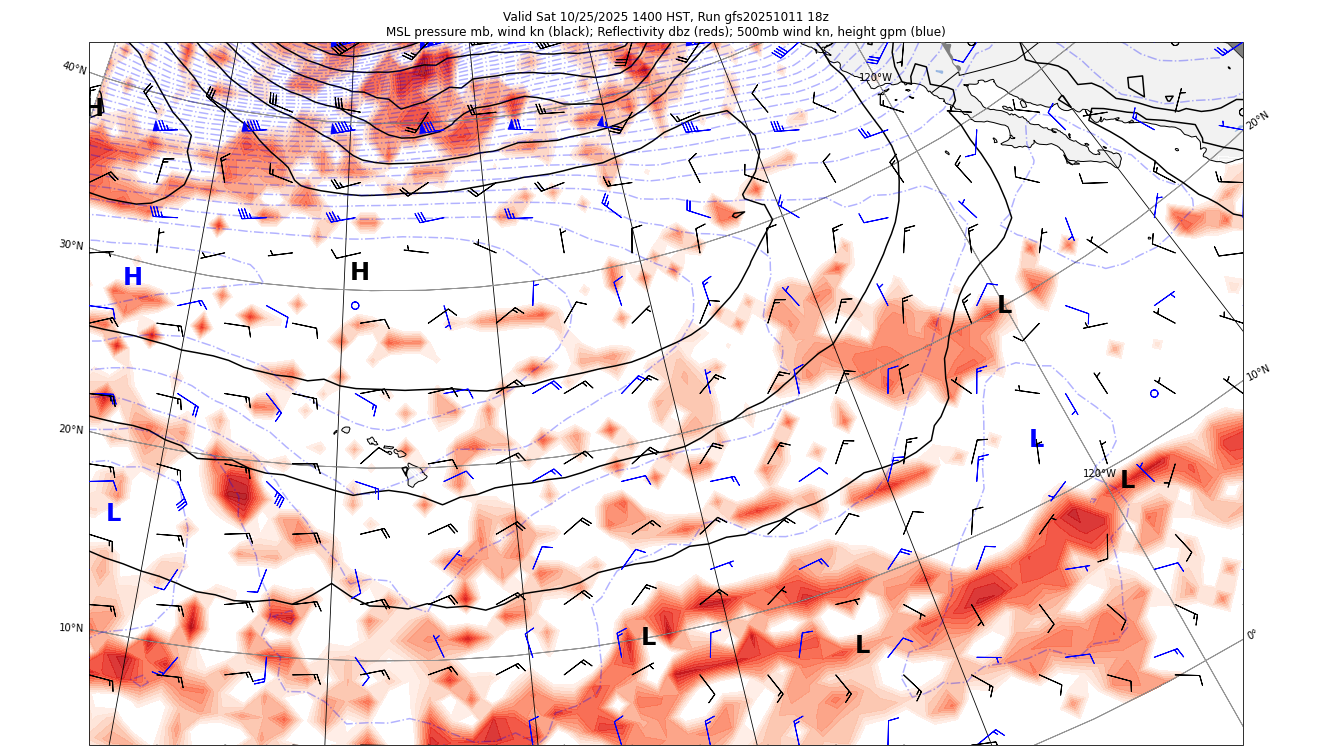 Valid Sat 10/25/2025 1400 HST, Run gfs20251011 18z
MSL pressure mb, wind kn (black); Reflectivity dbz (reds); 500mb wind kn, height gpm (blue)
40°N
120°W
H
20°N
30°N
H
H
L
10°N
20°N
L
120°W
L
L
10°N
L
L
0°